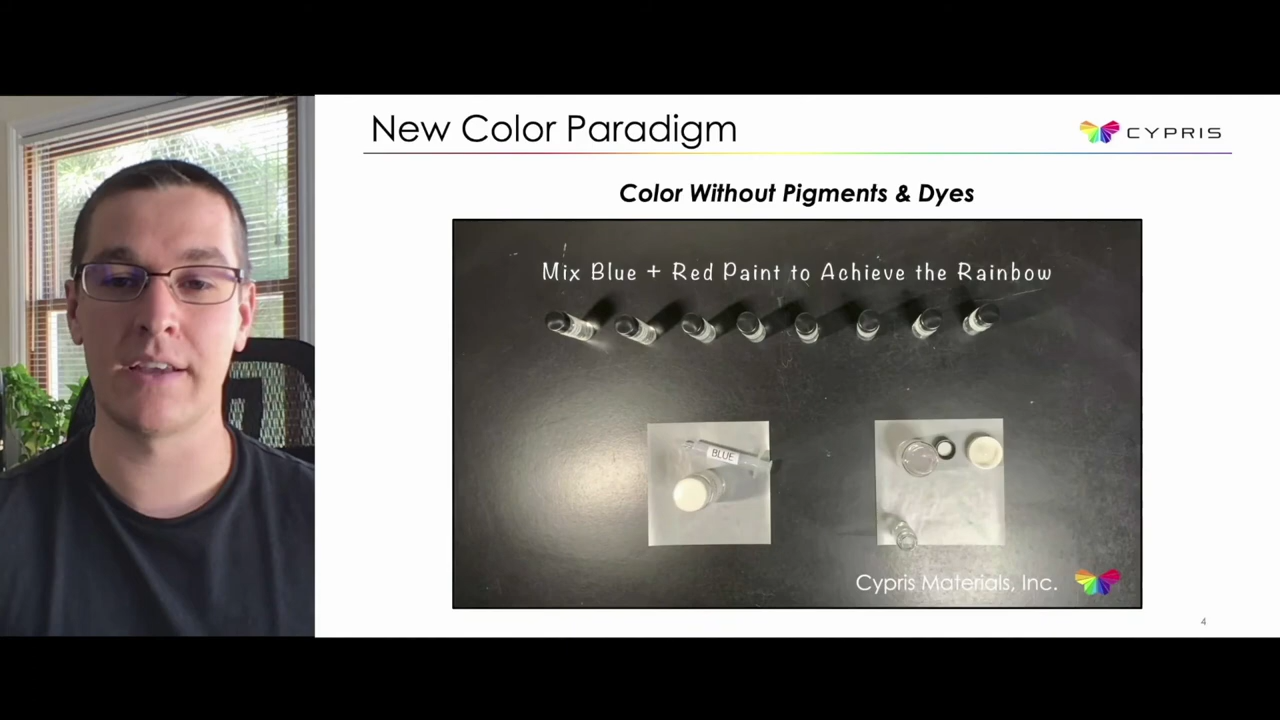 New Color Paradigm
CYPRIS
Color Without Pigments & Dyes
Mix Blue + Red Paint to Achieve the Rainbow
BLUE
Cypris Materials, Inc.
4